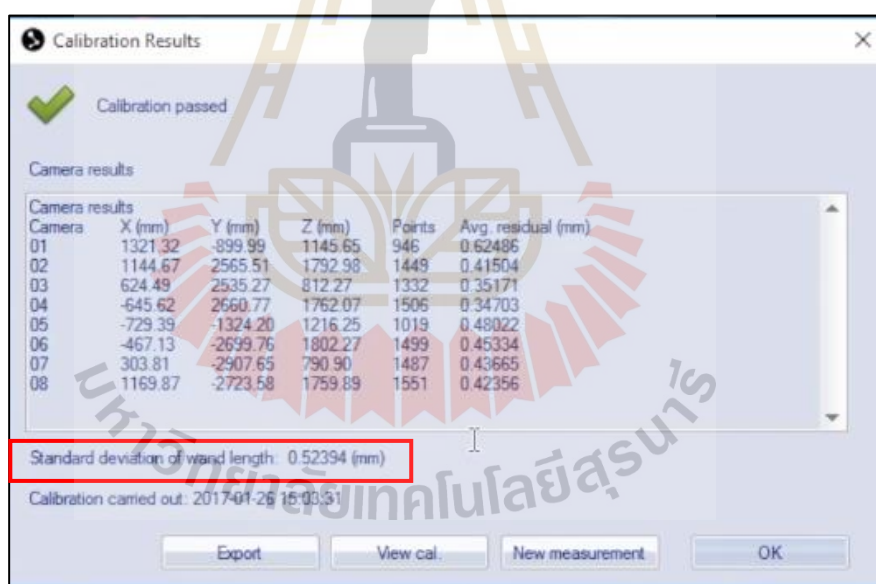 Calibration Results
Calibration passed
Camera results
Camera results
Camera X (mm) Y (mm) Z (mm) Points Avg. residual (mm)
01 1321.32 -899.99 1145.65 946 0.62486
02 1144.67 2565.51 1792.98 1449 0.41504
03 624.49 2535.27 812.27 1332 0.35171
04 -645.62 2660.77 1762.07 1506 0.34703
05 -729.39 -1324.20 1216.25 1019 0.48022
06 -467.13 -2699.76 1802.27 1499 0.45334
07 303.81 -2907.65 790.90 1487 0.43665
08 1169.87 -2723.58 1759.89 1551 0.42356
Standard deviation of wand length: 0.52394 (mm)
Calibration carried out: 2017-01-26 15:03:31
มหาวิทยาลัยเทคโนโลยีสุรนารี
Export View cal. New measurement OK